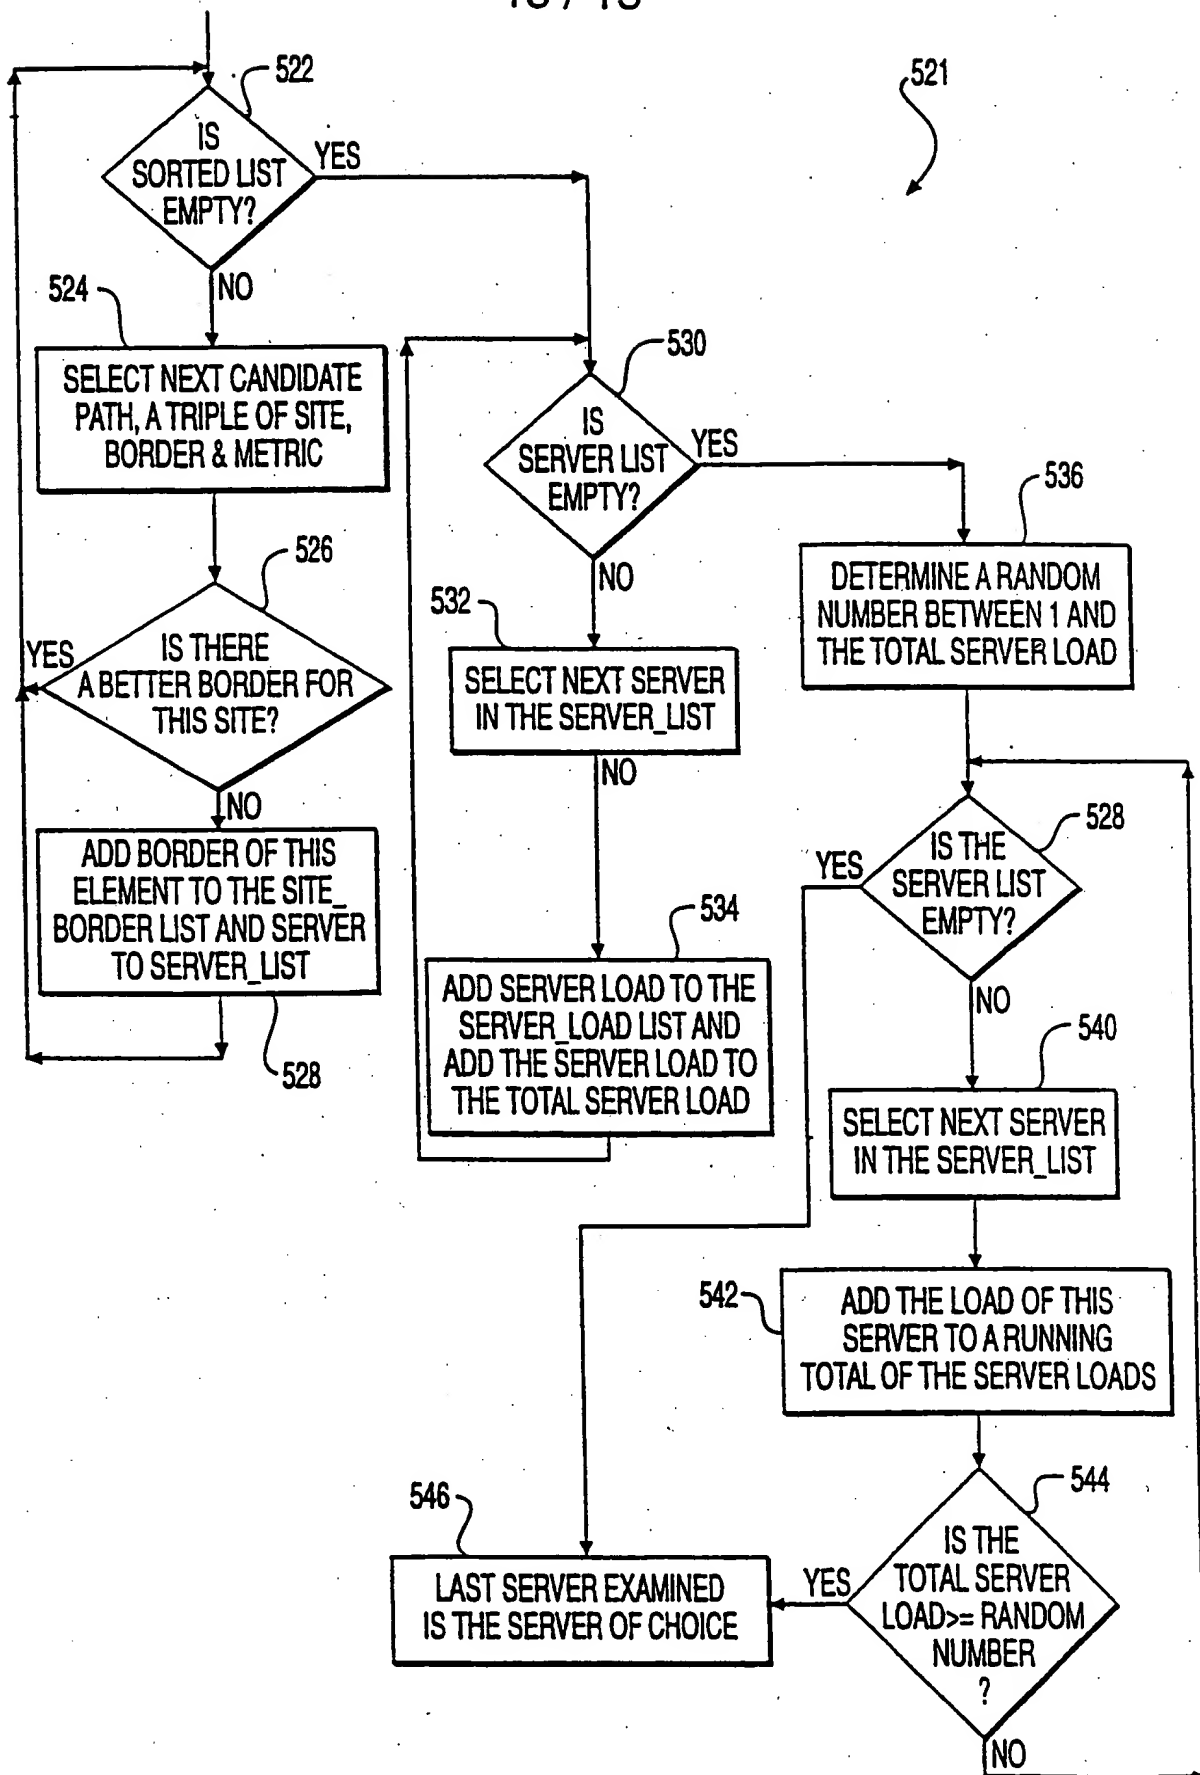 522
521
IS
SORTED LIST
EMPTY?
YES
NO
524
SELECT NEXT CANDIDATE
PATH, A TRIPLE OF SITE,
BORDER & METRIC
526
IS THERE
A BETTER BORDER FOR
THIS SITE?
YES
NO
ADD BORDER OF THIS
ELEMENT TO THE SITE_
BORDER LIST AND SERVER
TO SERVER_LIST
528
530
IS
SERVER LIST
EMPTY?
YES
NO
532
SELECT NEXT SERVER
IN THE SERVER_LIST
NO
534
ADD SERVER LOAD TO THE
SERVER_LOAD LIST AND
ADD THE SERVER LOAD TO
THE TOTAL SERVER LOAD
536
DETERMINE A RANDOM
NUMBER BETWEEN 1 AND
THE TOTAL SERVER LOAD
528
IS THE
SERVER LIST
EMPTY?
YES
NO
540
SELECT NEXT SERVER
IN THE SERVER_LIST
542
ADD THE LOAD OF THIS
SERVER TO A RUNNING
TOTAL OF THE SERVER LOADS
544
IS THE
TOTAL SERVER
LOAD>= RANDOM
NUMBER
?
YES
NO
546
LAST SERVER EXAMINED
IS THE SERVER OF CHOICE